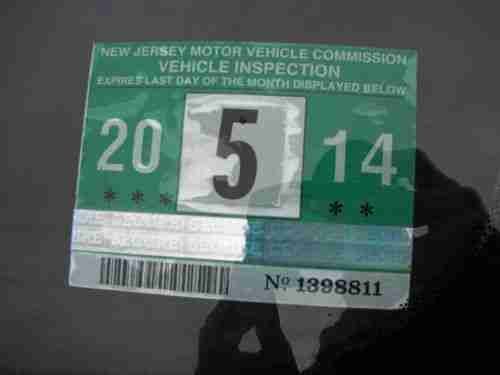 NEW JERSEY MOTOR VEHICLE COMMISSION
VEHICLE INSPECTION
EXPIRES LAST DAY OF THE MONTH DISPLAYED BELOW
20 5 14
*** **
Nº 1398811